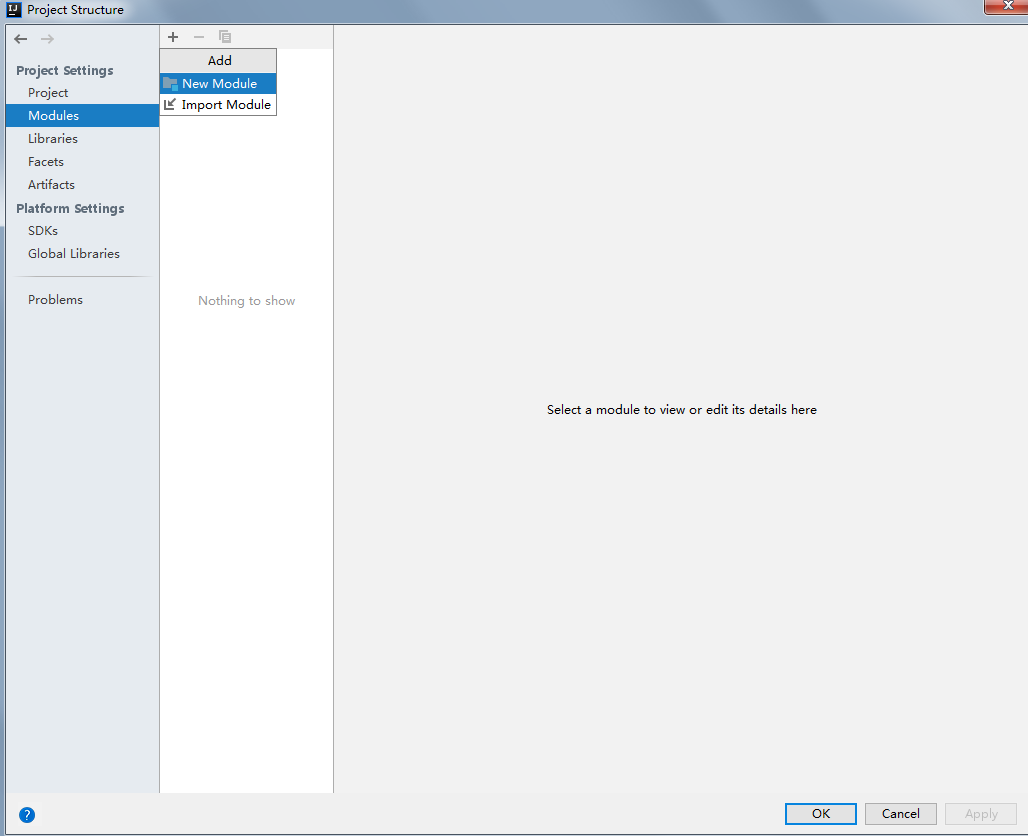 IJ Project Structure
Add
Project Settings
New Module
Project
Import Module
Modules
Libraries
Facets
Artifacts
Platform Settings
SDKs
Global Libraries
Problems
Nothing to show
Select a module to view or edit its details here
?
OK
Cancel
Apply